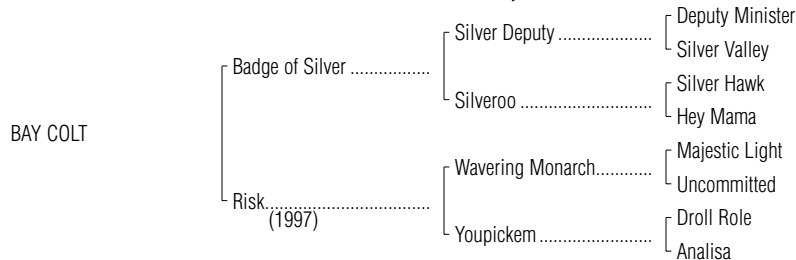 Deputy Minister
Silver Deputy ....................
Silver Valley
Badge of Silver .................
Silver Hawk
Silveroo ............................
Hey Mama
BAY COLT
Majestic Light
Wavering Monarch............
Uncommitted
Risk...................................
(1997)
Droll Role
Youpickem ........................
Analisa